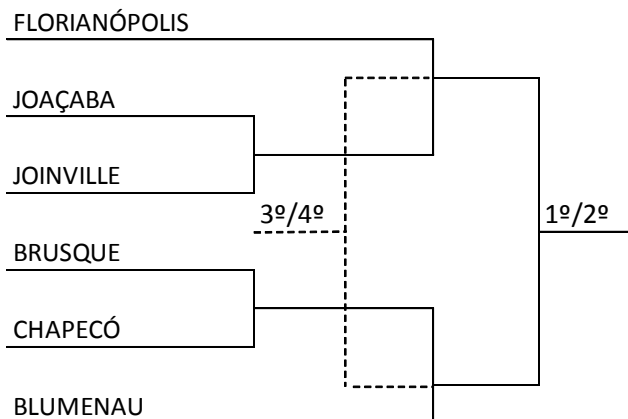 FLORIANÓPOLIS
JOAÇABA
JOINVILLE
3º/4º
1º/2º
BRUSQUE
CHAPECÓ
BLUMENAU